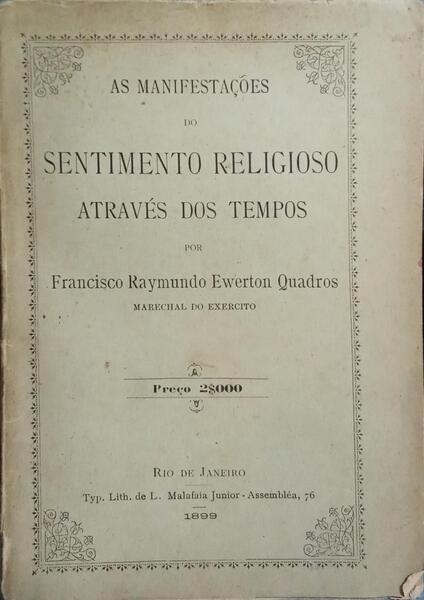 AS MANIFESTAÇÕES
DO
SENTIMENTO RELIGIOSO
ATRAVÉS DOS TEMPOS
POR
Francisco Raymundo Ewerton Quadros
MARECHAL DO EXERCITO
Preço 2$000
RIO DE JANEIRO
Typ. Lith. de L. Malafaia Junior - Assembléa, 76
1899